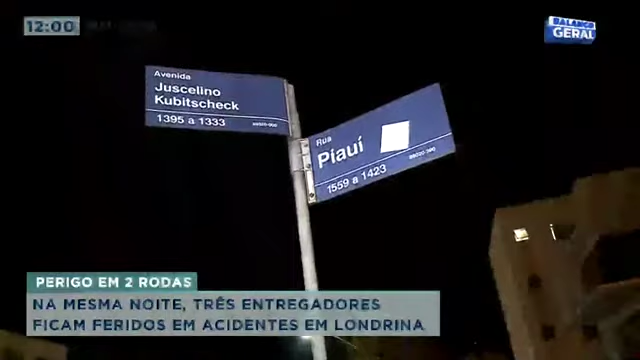 12:00
BALANÇO
GERAL
Avenida
Juscelino
Kubitscheck
1395 a 1333
Rua
Piauí
1559 a 1423
PERIGO EM 2 RODAS
NA MESMA NOITE, TRÊS ENTREGADORES
FICAM FERIDOS EM ACIDENTES EM LONDRINA